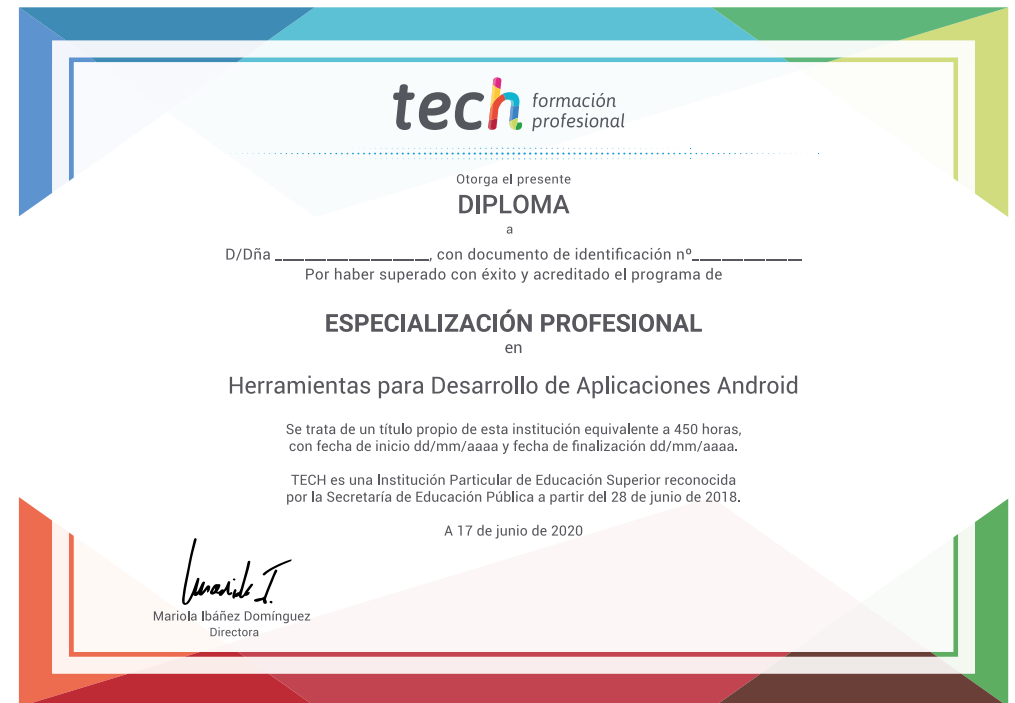 tech formación
profesional
Otorga el presente
DIPLOMA
a
D/Dña ____________________, con documento de identificación nº______________
Por haber superado con éxito y acreditado el programa de
ESPECIALIZACIÓN PROFESIONAL
en
Herramientas para Desarrollo de Aplicaciones Android
Se trata de un título propio de esta institución equivalente a 450 horas,
con fecha de inicio dd/mm/aaaa y fecha de finalización dd/mm/aaaa.
TECH es una Institución Particular de Educación Superior reconocida
por la Secretaría de Educación Pública a partir del 28 de junio de 2018.
A 17 de junio de 2020
Mariola Ibáñez Domínguez
Directora